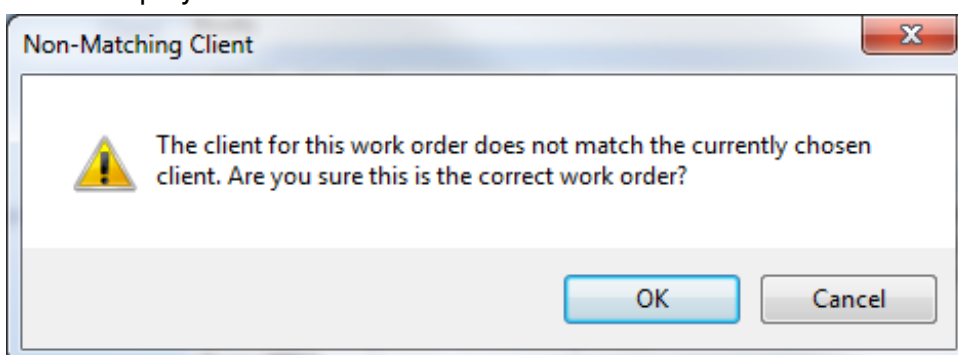 Non-Matching Client
The client for this work order does not match the currently chosen
client. Are you sure this is the correct work order?
OK
Cancel